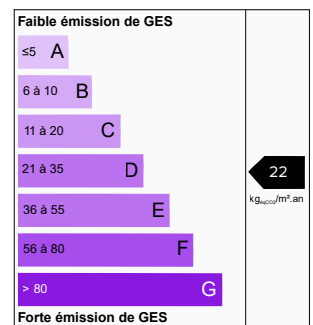 Faible émission de GES
≤5 A
6 à 10 B
11 à 20 C
21 à 35 D
22
36 à 55 E
kgéqCO2/m².an
56 à 80 F
> 80 G
Forte émission de GES